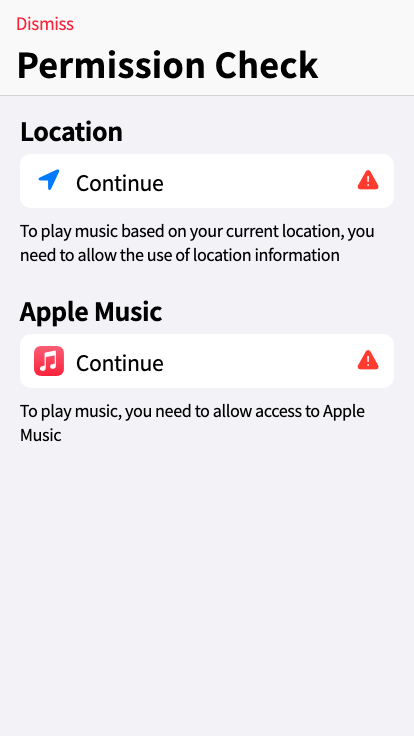 Dismiss
Permission Check
Location
Continue
To play music based on your current location, you
need to allow the use of location information
Apple Music
Continue
To play music, you need to allow access to Apple
Music